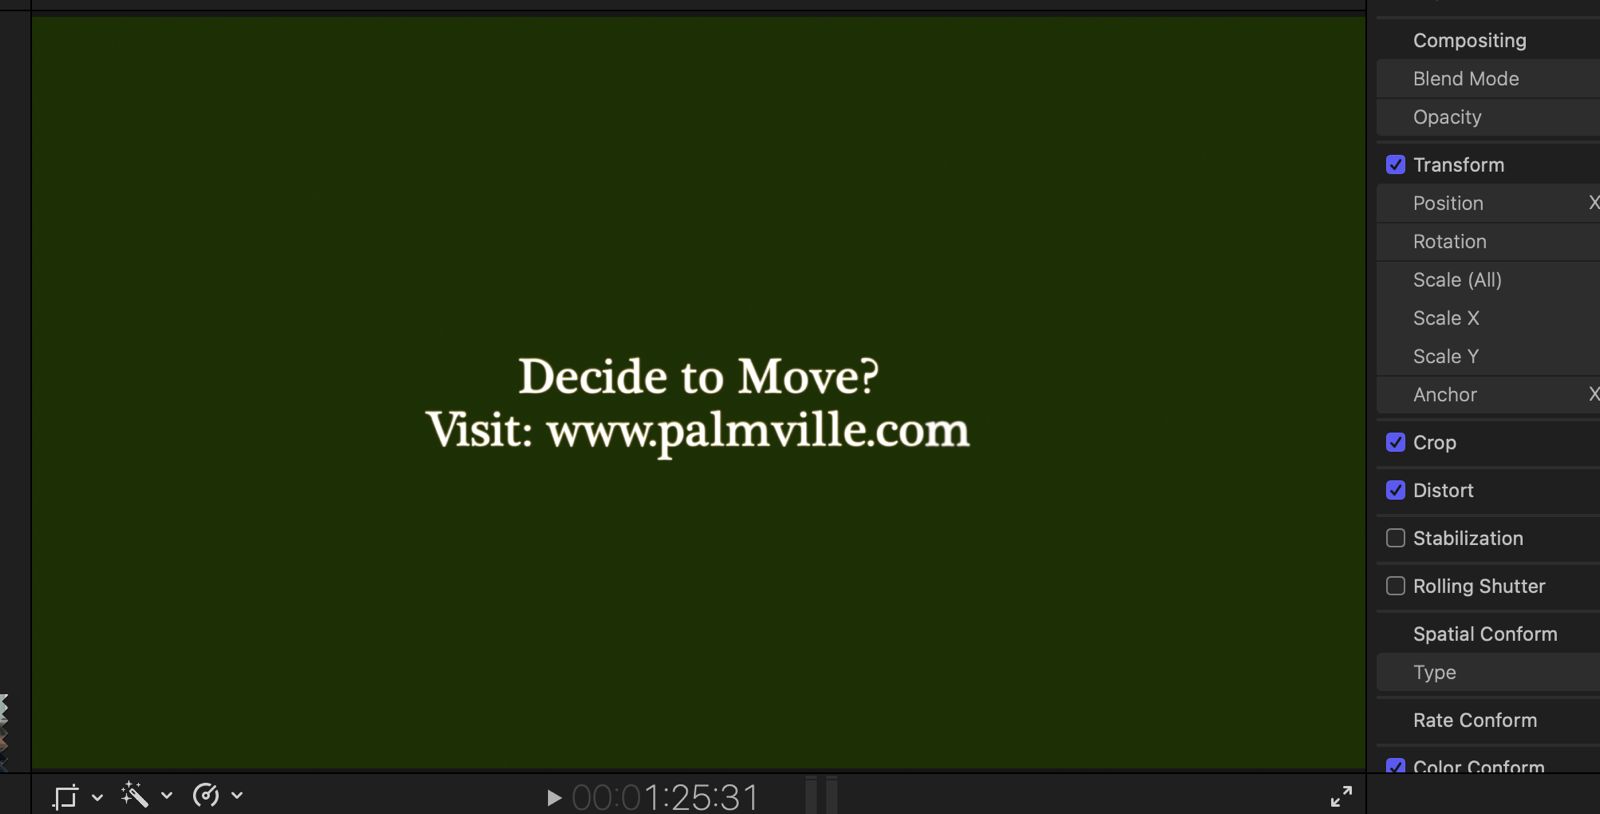 Compositing
Blend Mode
Opacity
Transform
Position X
Rotation
Scale (All)
Scale X
Scale Y
Anchor X
Crop
Distort
Stabilization
Rolling Shutter
Spatial Conform
Type
Rate Conform
Color Conform
Decide to Move?
Visit: www.palmville.com
00:01:25:31